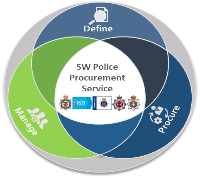 Define
SW Police
Procurement
Service
Manage
Procure